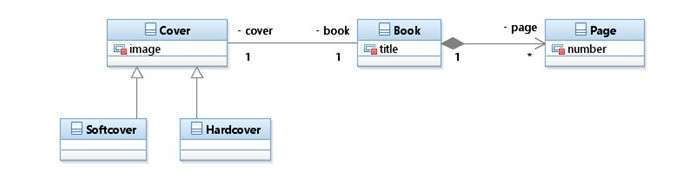 Cover
image
- cover
1
- book
1
Book
title
1
- page
*
Page
number
Softcover
Hardcover